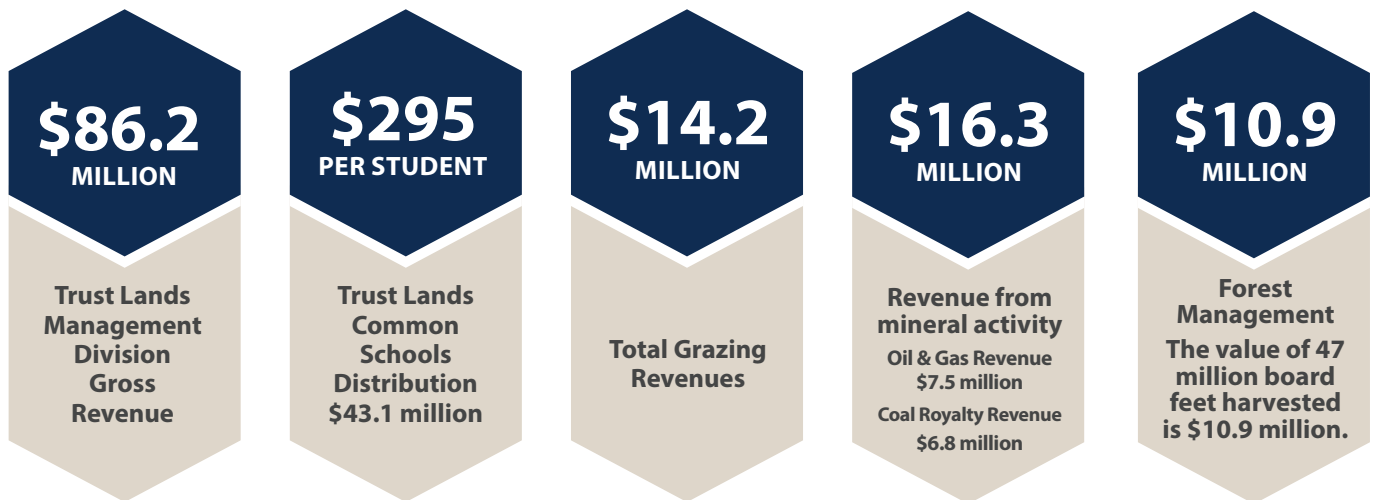 $86.2
MILLION
Trust Lands
Management
Division
Gross
Revenue
$295
PER STUDENT
Trust Lands
Common
Schools
Distribution
$43.1 million
$14.2
MILLION
Total Grazing
Revenues
$16.3
MILLION
Revenue from
mineral activity
Oil & Gas Revenue
$7.5 million
Coal Royalty Revenue
$6.8 million
$10.9
MILLION
Forest
Management
The value of 47
million board
feet harvested
is $10.9 million.